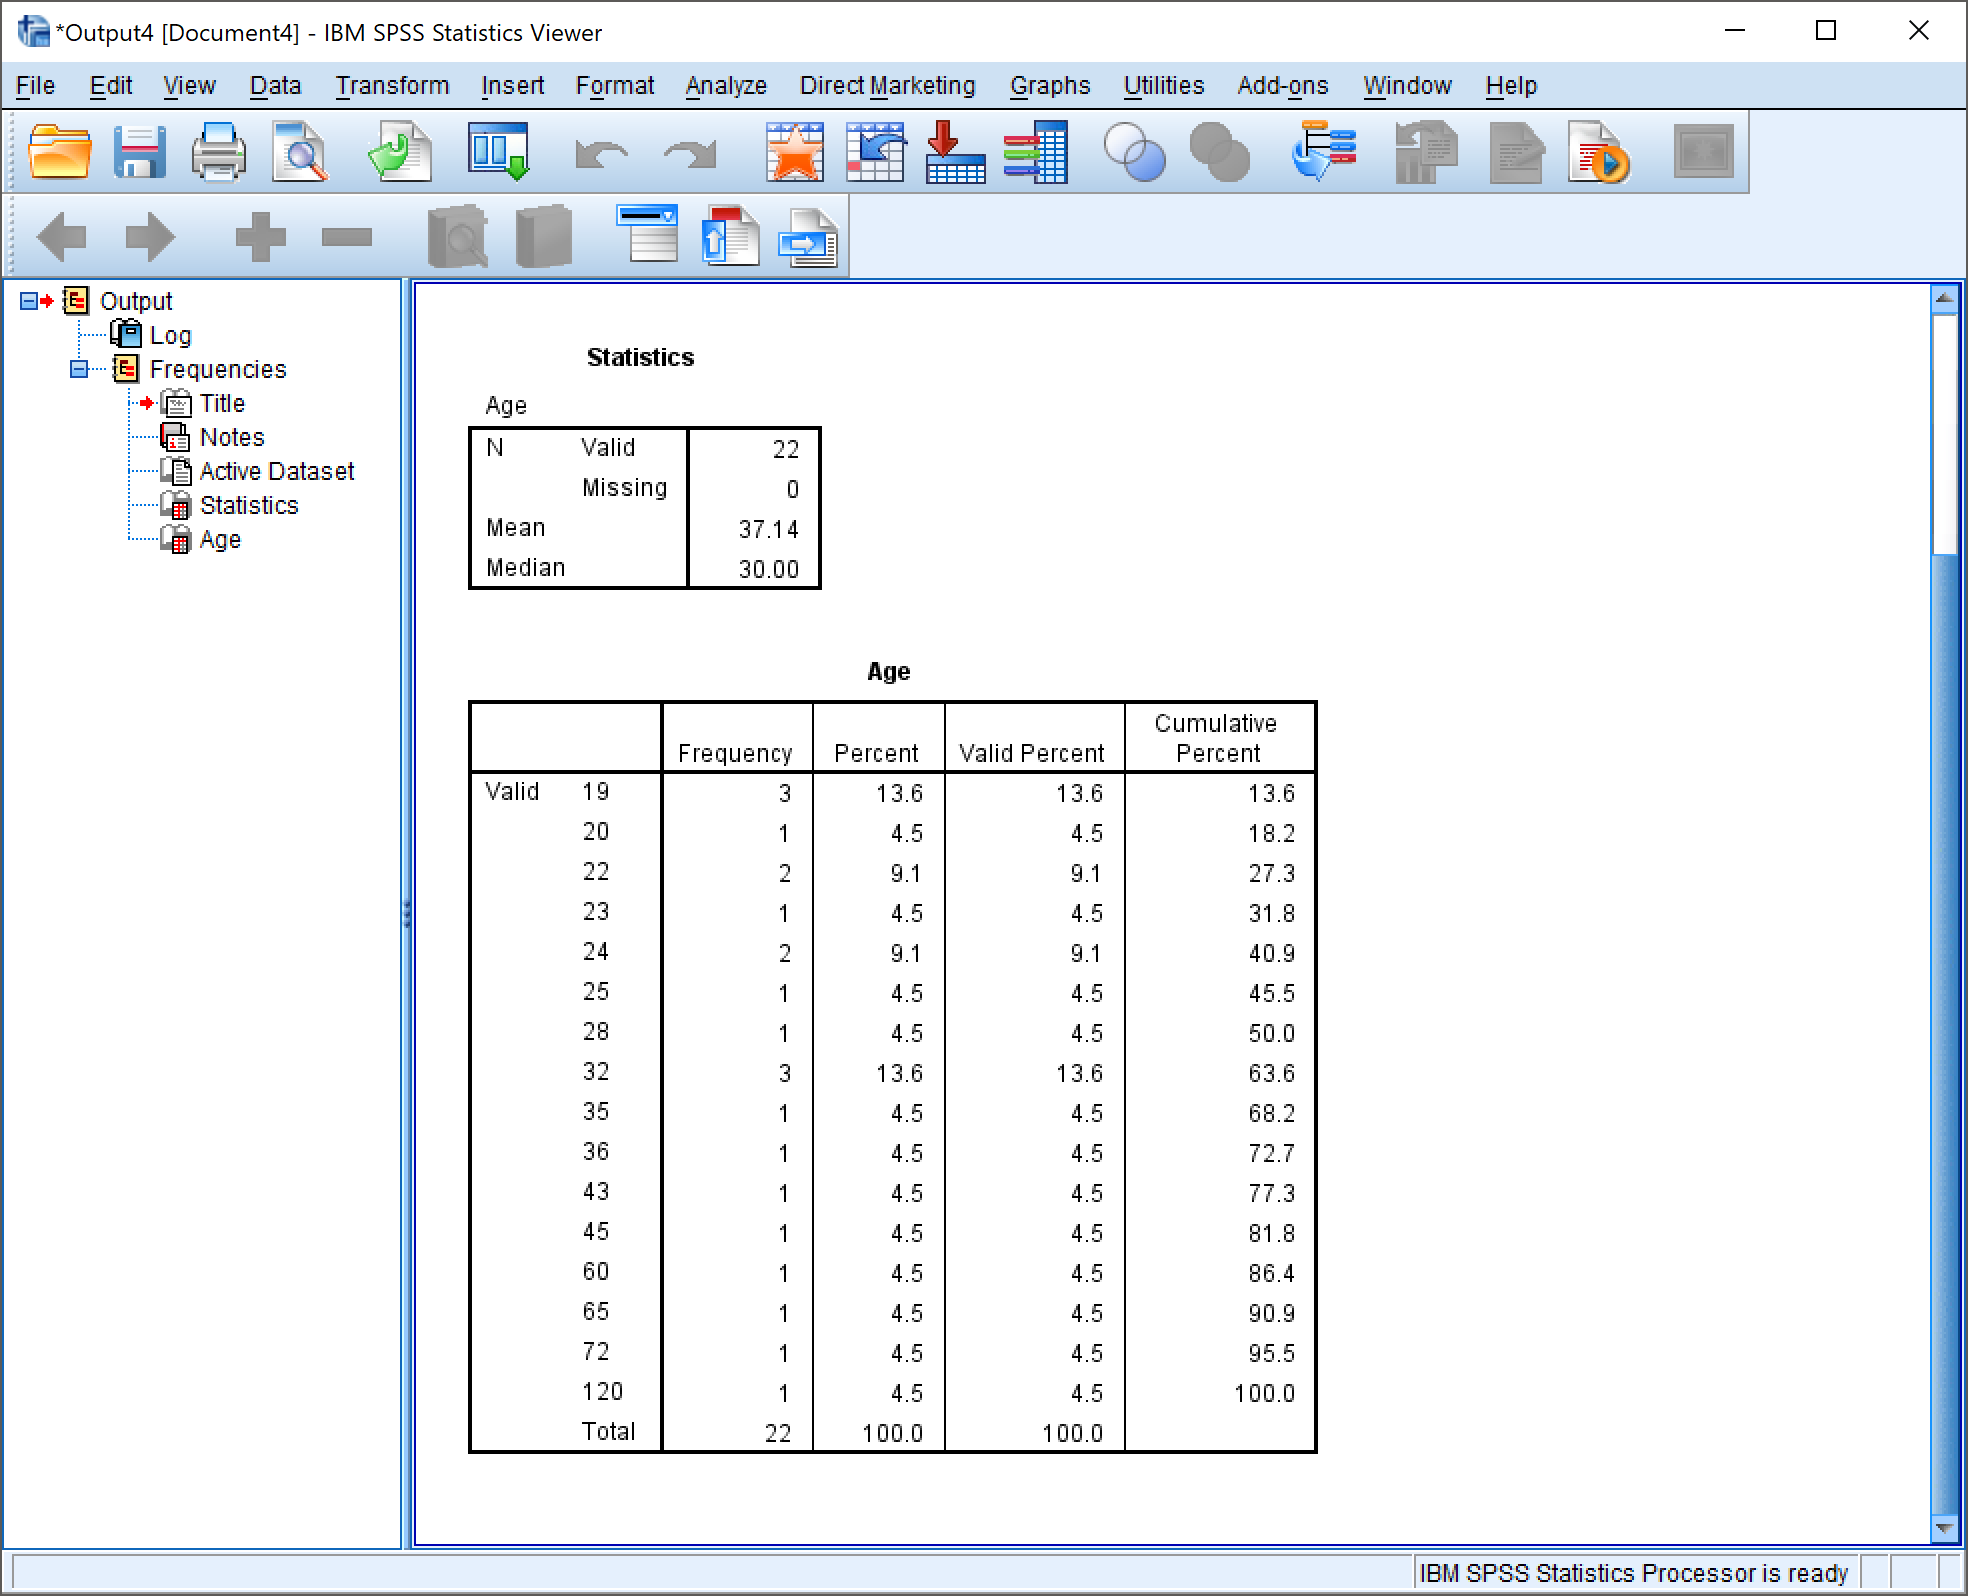 *Output4 [Document4] - IBM SPSS Statistics Viewer
File Edit View Data Transform Insert Format Analyze Direct Marketing Graphs Utilities Add-ons Window Help
Output
Log
Frequencies
Title
Notes
Active Dataset
Statistics
Age
Statistics
Age
N Valid 22
Missing 0
Mean 37.14
Median 30.00
Age
Frequency Percent Valid Percent Cumulative Percent
Valid 19 3 13.6 13.6 13.6
20 1 4.5 4.5 18.2
22 2 9.1 9.1 27.3
23 1 4.5 4.5 31.8
24 2 9.1 9.1 40.9
25 1 4.5 4.5 45.5
28 1 4.5 4.5 50.0
32 3 13.6 13.6 63.6
35 1 4.5 4.5 68.2
36 1 4.5 4.5 72.7
43 1 4.5 4.5 77.3
45 1 4.5 4.5 81.8
60 1 4.5 4.5 86.4
65 1 4.5 4.5 90.9
72 1 4.5 4.5 95.5
120 1 4.5 4.5 100.0
Total 22 100.0 100.0
IBM SPSS Statistics Processor is ready